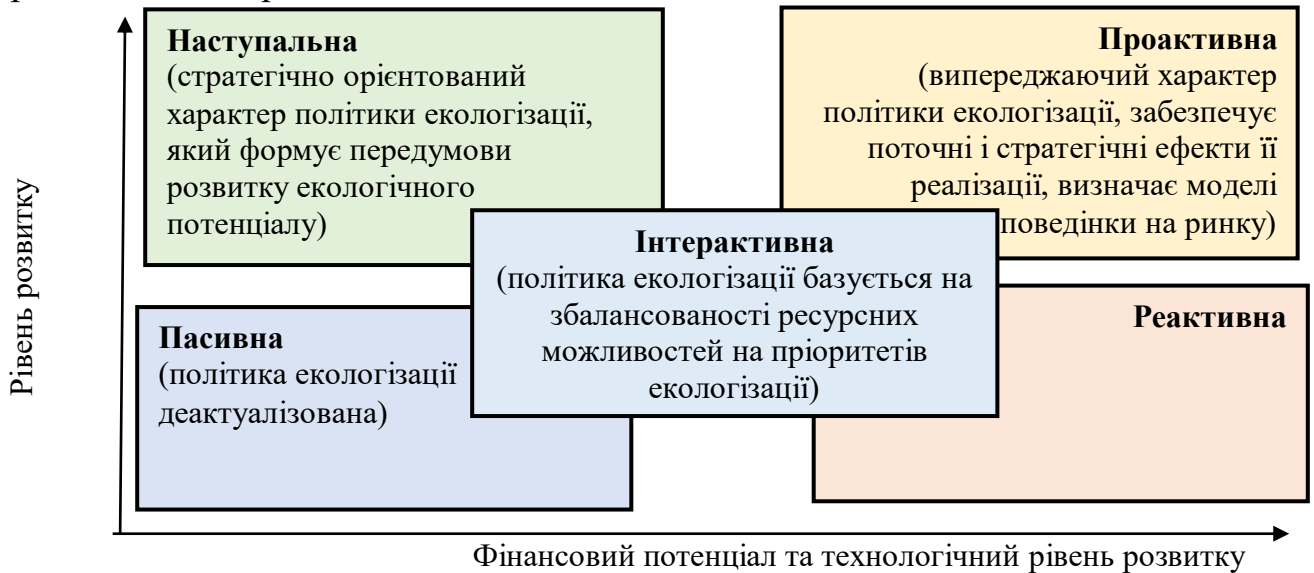 Рівень розвитку
Наступальна
(стратегічно орієнтований
характер політики екологізації,
який формує передумови
розвитку екологічного
потенціалу)
Проактивна
(випереджаючий характер
політики екологізації, забезпечує
поточні і стратегічні ефекти її
реалізації, визначає моделі
поведінки на ринку)
Інтерактивна
(політика екологізації базується на
збалансованості ресурсних
можливостей на пріоритетів
екологізації)
Пасивна
(політика екологізації
деактуалізована)
Реактивна
Фінансовий потенціал та технологічний рівень розвитку